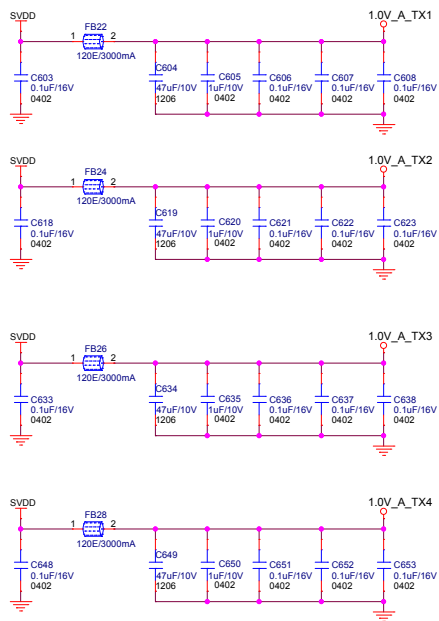 SVDD
FB22
1.0V_A_TX1
1 2
120E/3000mA
C603
0.1uF/16V
0402
C604
47uF/10V
1206
C605
1uF/10V
0402
C606
0.1uF/16V
0402
C607
0.1uF/16V
0402
C608
0.1uF/16V
0402
SVDD
FB24
1.0V_A_TX2
1 2
120E/3000mA
C618
0.1uF/16V
0402
C619
47uF/10V
1206
C620
1uF/10V
0402
C621
0.1uF/16V
0402
C622
0.1uF/16V
0402
C623
0.1uF/16V
0402
SVDD
FB26
1.0V_A_TX3
1 2
120E/3000mA
C633
0.1uF/16V
0402
C634
47uF/10V
1206
C635
1uF/10V
0402
C636
0.1uF/16V
0402
C637
0.1uF/16V
0402
C638
0.1uF/16V
0402
SVDD
FB28
1.0V_A_TX4
1 2
120E/3000mA
C648
0.1uF/16V
0402
C649
47uF/10V
1206
C650
1uF/10V
0402
C651
0.1uF/16V
0402
C652
0.1uF/16V
0402
C653
0.1uF/16V
0402